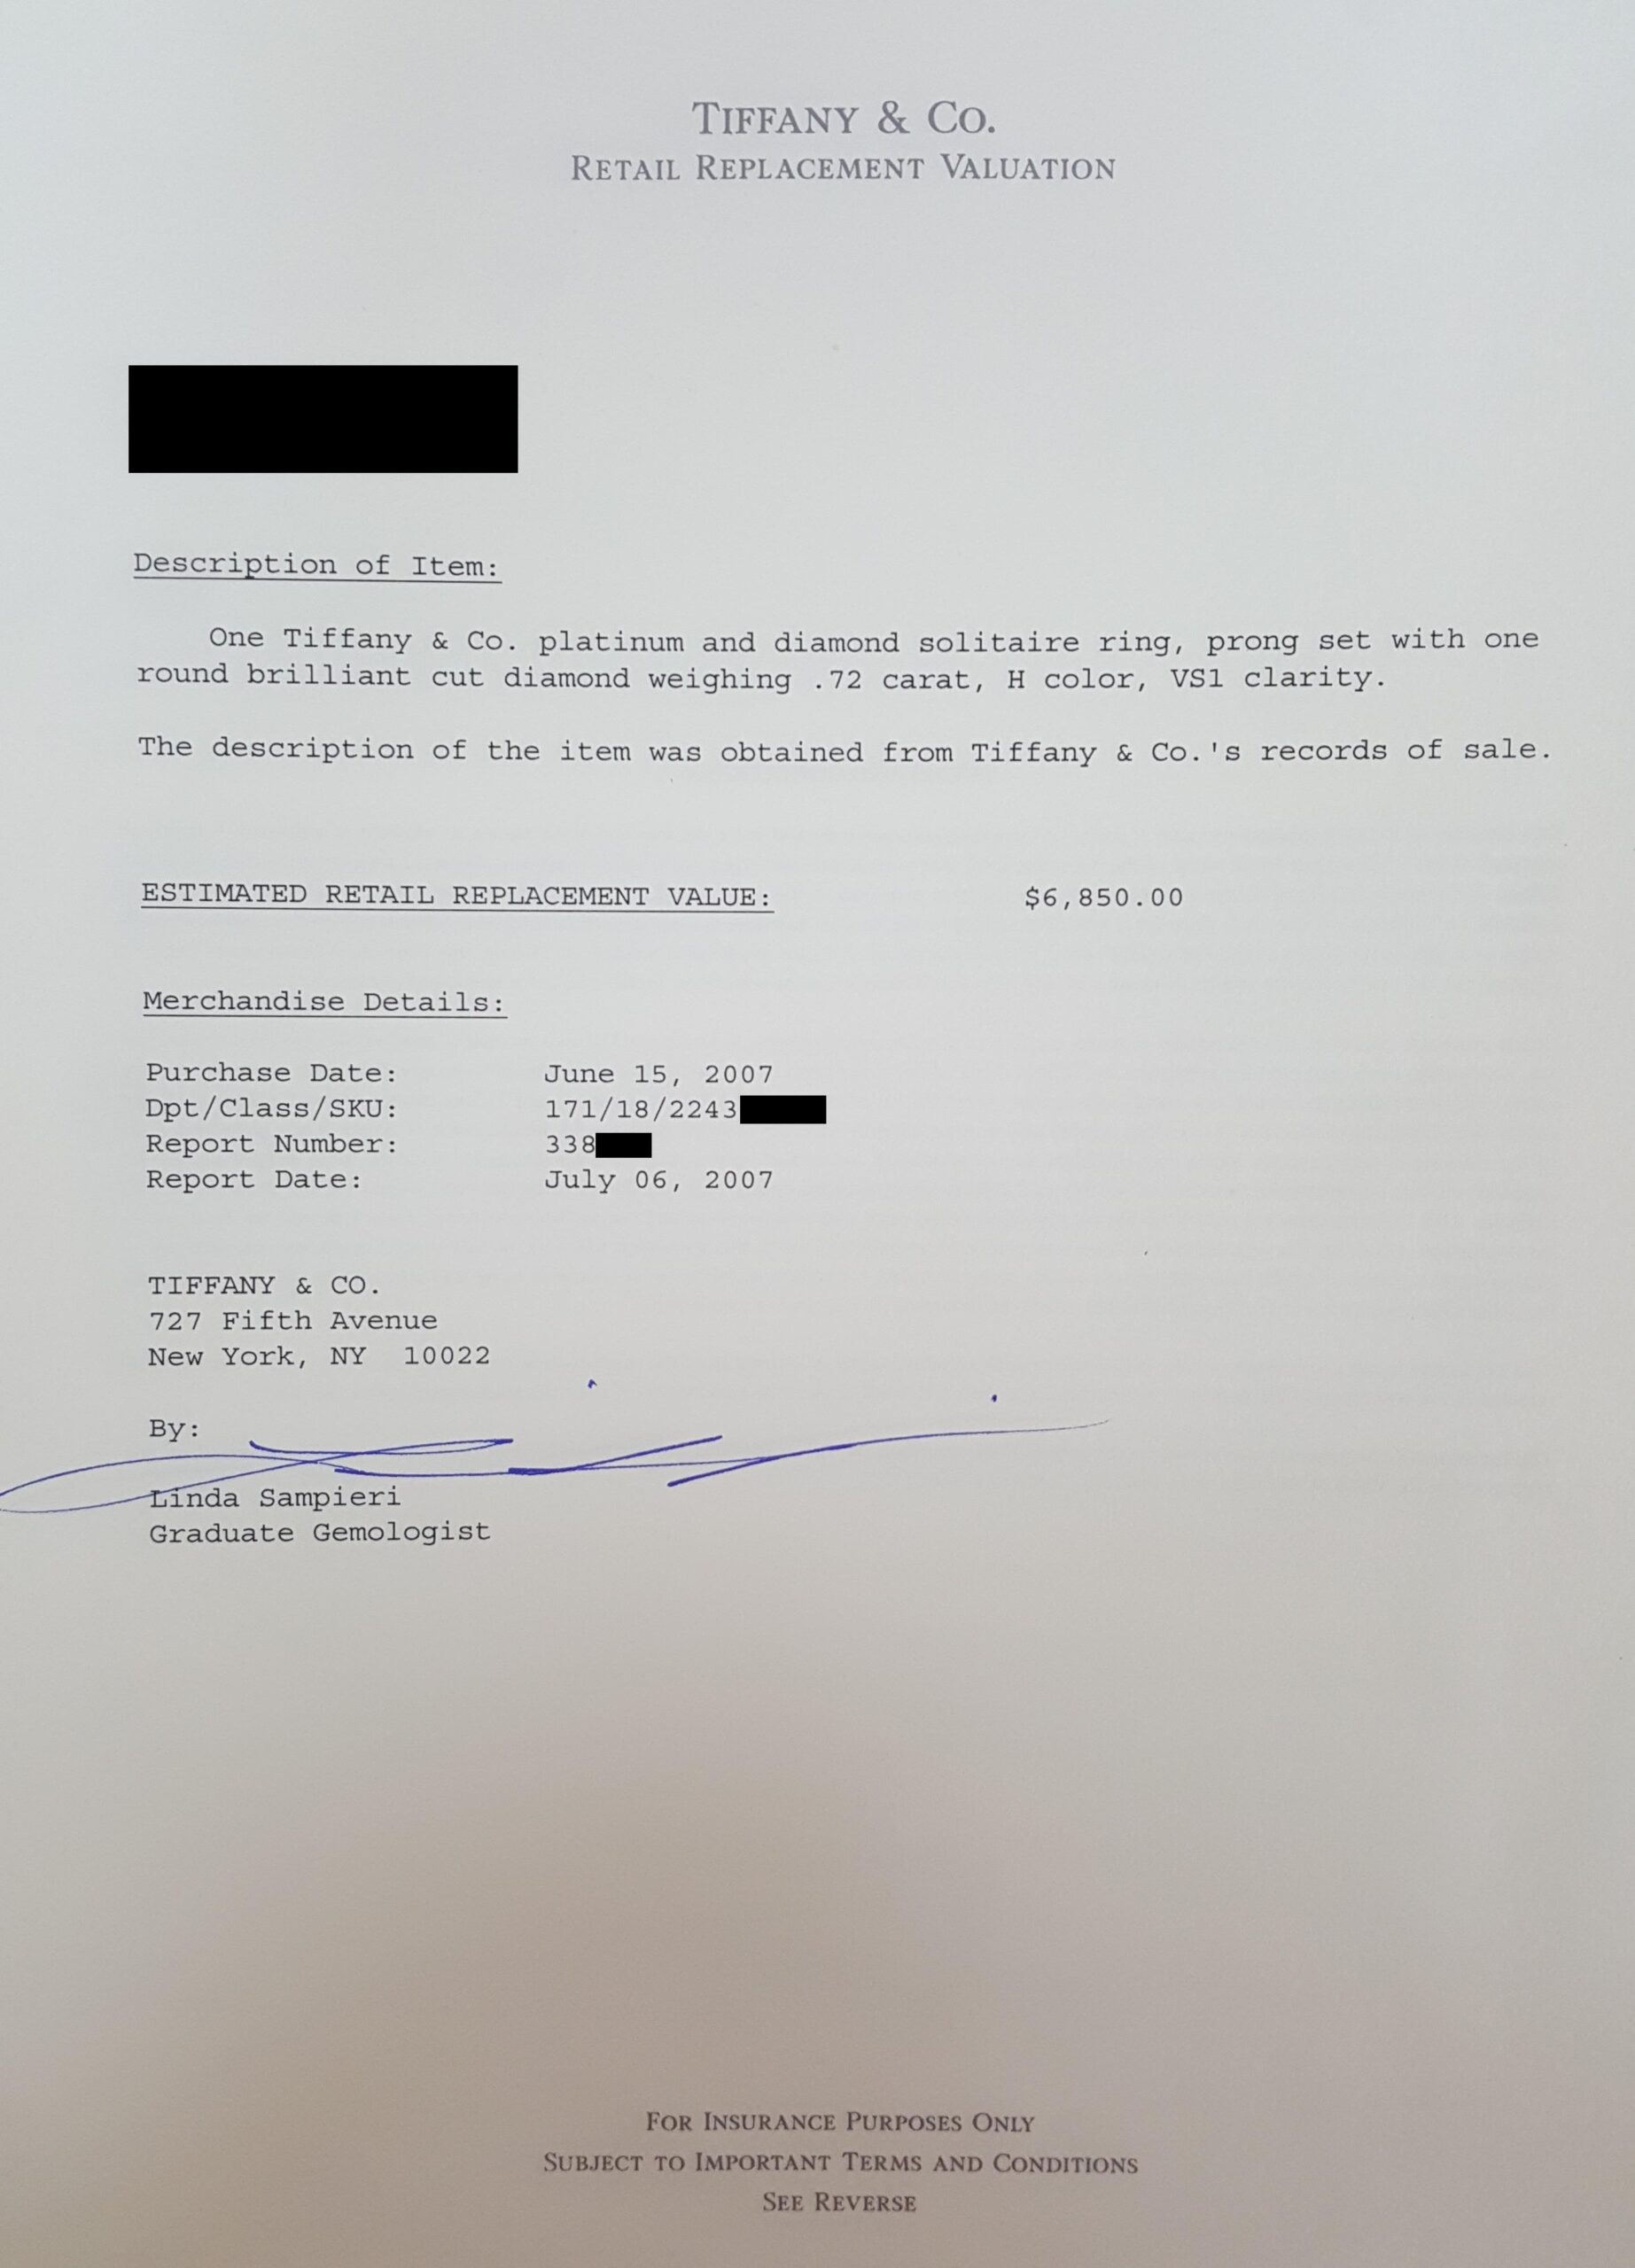 TIFFANY & CO.
RETAIL REPLACEMENT VALUATION
Description of Item:
One Tiffany & Co. platinum and diamond solitaire ring, prong set with one
round brilliant cut diamond weighing .72 carat, H color, VS1 clarity.
The description of the item was obtained from Tiffany & Co.'s records of sale.
ESTIMATED RETAIL REPLACEMENT VALUE: $6,850.00
Merchandise Details:
Purchase Date: June 15, 2007
Dpt/Class/SKU: 171/18/2243
Report Number: 338
Report Date: July 06, 2007
TIFFANY & CO.
727 Fifth Avenue
New York, NY 10022
By:
Linda Sampieri
Graduate Gemologist
FOR INSURANCE PURPOSES ONLY
SUBJECT TO IMPORTANT TERMS AND CONDITIONS
SEE REVERSE